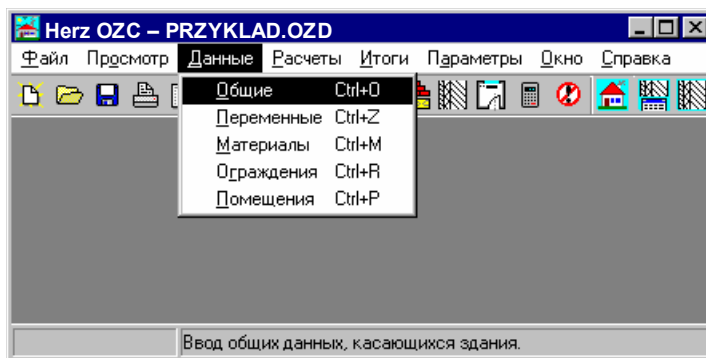 Herz OZC – PRZYKLAD.OZD
Файл Просмотр Данные Расчеты Итоги Параметры Окно Справка
Общие Ctrl+O
Переменные Ctrl+Z
Материалы Ctrl+M
Ограждения Ctrl+R
Помещения Ctrl+P
Ввод общих данных, касающихся здания.